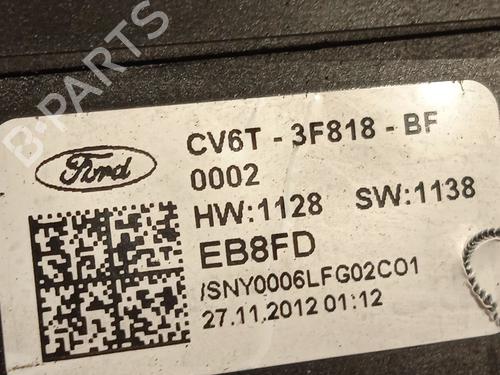 B-PARTS
Ford
CV6T - 3F818 - BF
0002
HW:1128 SW:1138
EB8FD
/SNY0006LFG02C01
27.11.2012 01:12